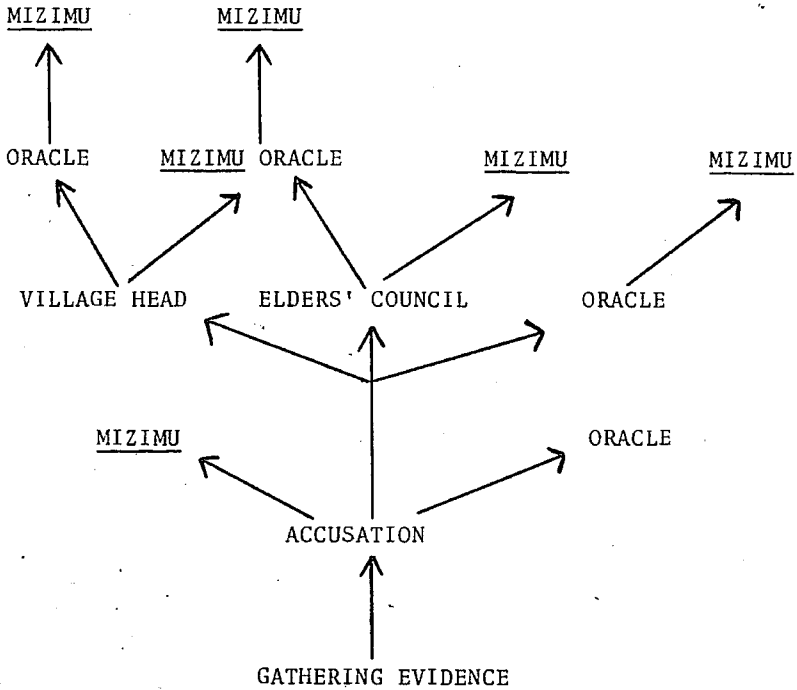 MIZIMU MIZIMU
ORACLE MIZIMU ORACLE MIZIMU MIZIMU
VILLAGE HEAD ELDERS' COUNCIL ORACLE
MIZIMU ORACLE
ACCUSATION
GATHERING EVIDENCE